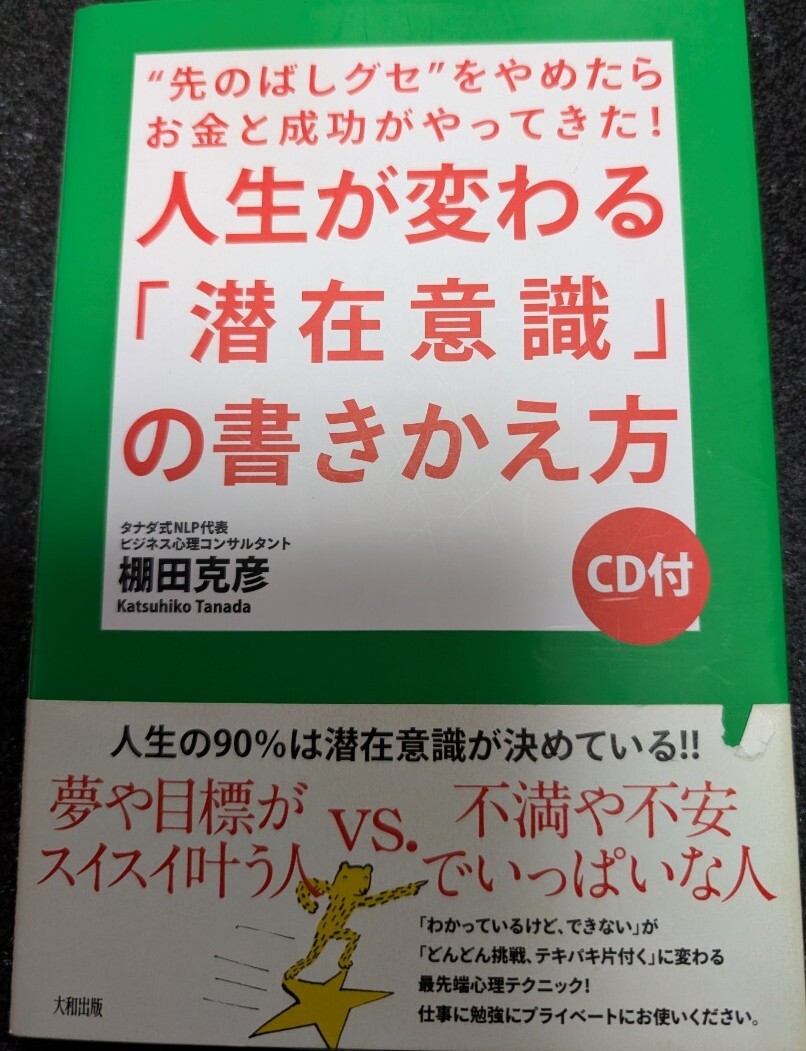 “先のばしグセ”をやめたら
お金と成功がやってきた!
人生が変わる
「潜在意識」
の書きかえ方
タナダ式NLP代表
ビジネス心理コンサルタント
棚田克彦
Katsuhiko Tanada
CD付
人生の90%は潜在意識が決めている!!
夢や目標が
スイスイ叶う人
vs.
不満や不安
でいっぱいな人
「わかっているけど、できない」が
「どんどん挑戦、テキパキ片付く」に変わる
最先端心理テクニック!
仕事に勉強にプライベートにお使いください。
大和出版